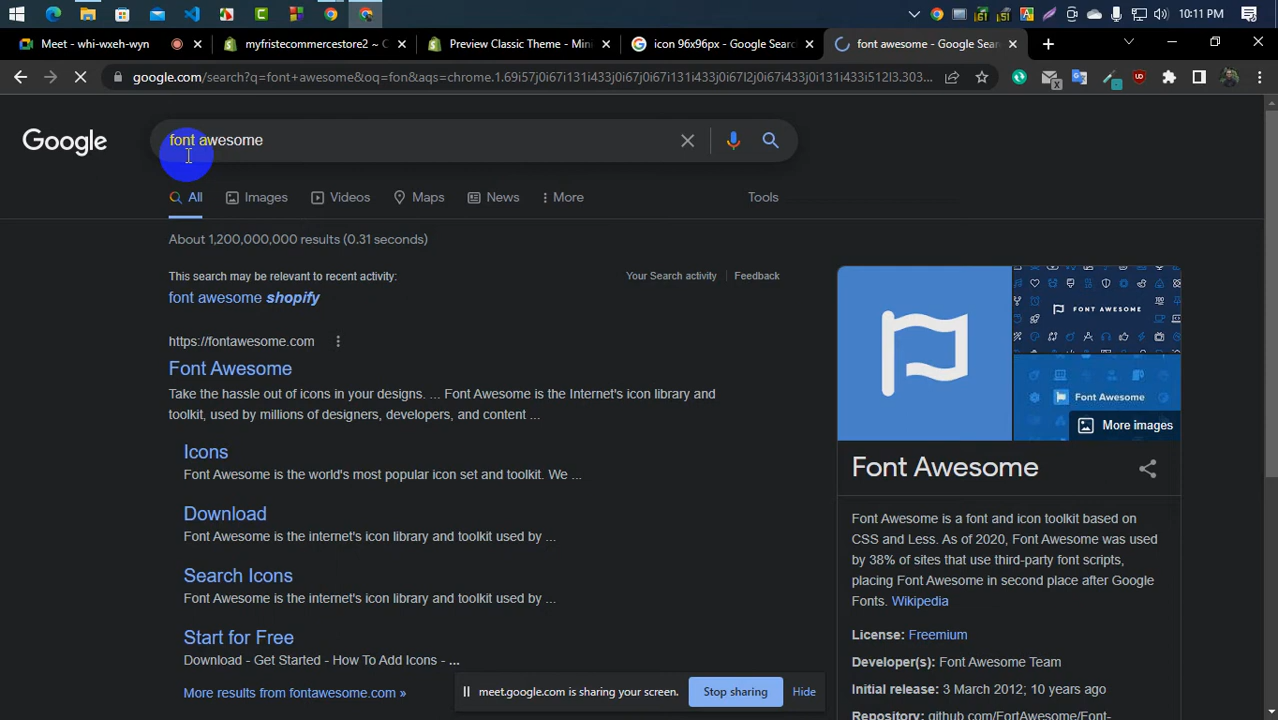 10:11 PM
Meet - whi-wxeh-wyn
myfristecommercestore2 ~ C
Preview Classic Theme - Mini
icon 96x96px - Google Searc
font awesome - Google Sear
google.com/search?q=font+awesome&oq=fon&aqs=chrome.1.69i57j0i67i131i433j0i67j0i67i131i433j0i67l2j0i67i433j0i131i433i512l3.303...
Google
font awesome
All
Images
Videos
Maps
News
More
Tools
About 1,200,000,000 results (0.31 seconds)
This search may be relevant to recent activity:
Your Search activity
Feedback
font awesome shopify
https://fontawesome.com
Font Awesome
Take the hassle out of icons in your designs. ... Font Awesome is the Internet's icon library and
toolkit, used by millions of designers, developers, and content ...
Icons
Font Awesome is the world's most popular icon set and toolkit. We ...
Download
Font Awesome is the internet's icon library and toolkit used by ...
Search Icons
Font Awesome is the internet's icon library and toolkit used by ...
Start for Free
Download - Get Started - How To Add Icons - ...
More results from fontawesome.com »
FONT AWESOME
Font Awesome
More images
Font Awesome
Font Awesome is a font and icon toolkit based on
CSS and Less. As of 2020, Font Awesome was used
by 38% of sites that use third-party font scripts,
placing Font Awesome in second place after Google
Fonts. Wikipedia
License: Freemium
Developer(s): Font Awesome Team
Initial release: 3 March 2012; 10 years ago
Repository: github.com/FortAwesome/Font-
meet.google.com is sharing your screen.
Stop sharing
Hide